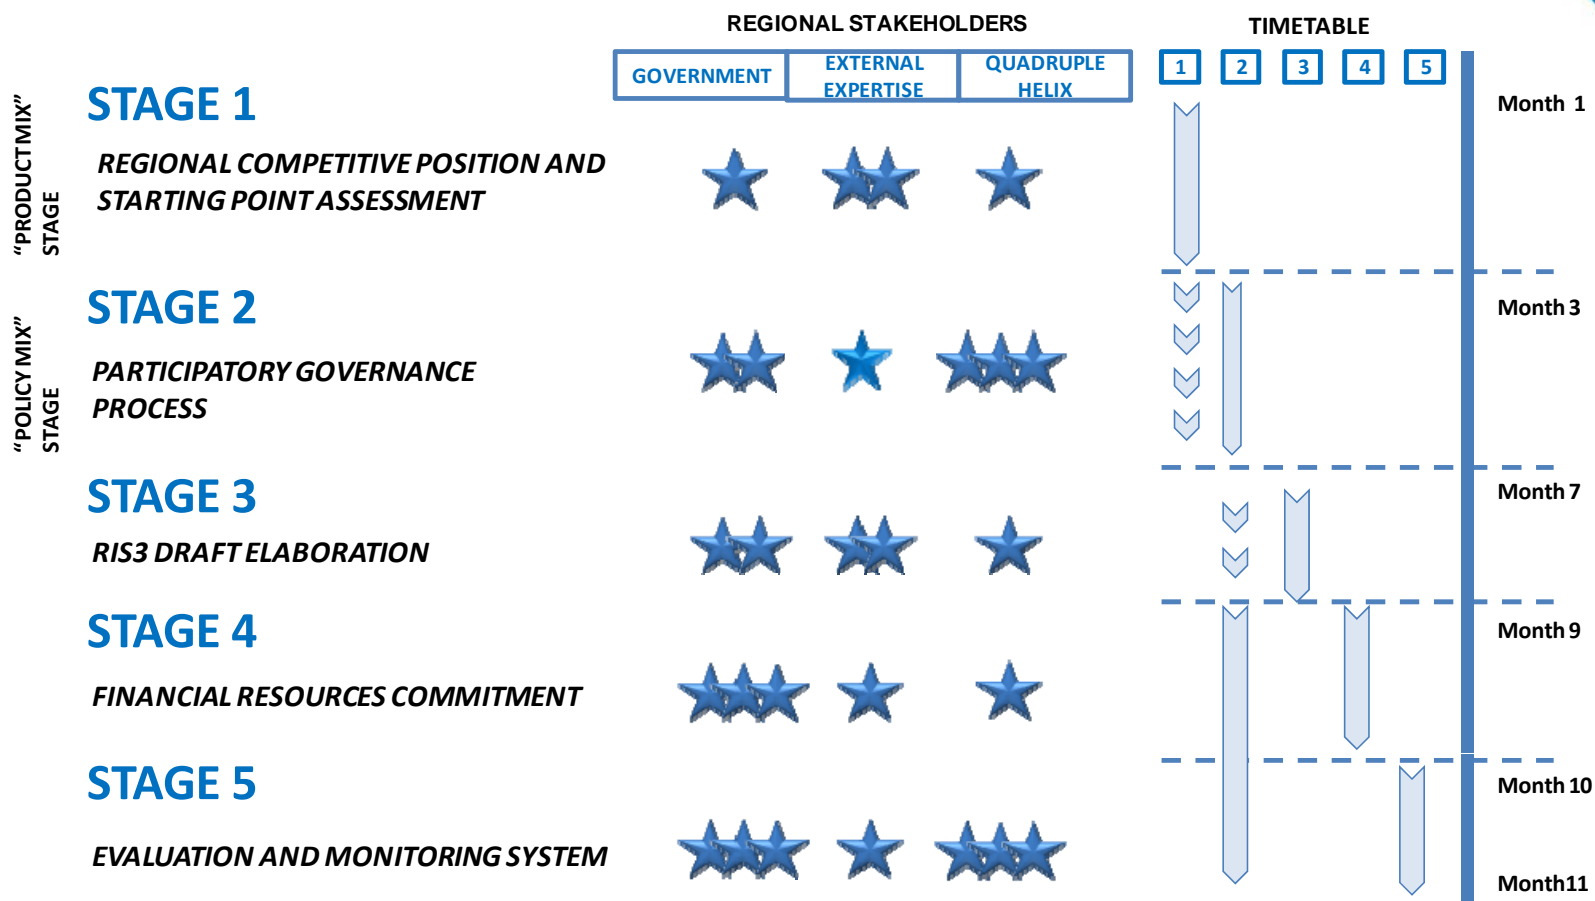 REGIONAL STAKEHOLDERS
TIMETABLE
GOVERNMENT
EXTERNAL
EXPERTISE
QUADRUPLE
HELIX
1
2
3
4
5
"PRODUCT MIX"
STAGE
STAGE 1
REGIONAL COMPETITIVE POSITION AND
STARTING POINT ASSESSMENT
Month 1
"POLICY MIX"
STAGE
STAGE 2
PARTICIPATORY GOVERNANCE
PROCESS
Month 3
STAGE 3
RIS3 DRAFT ELABORATION
Month 7
STAGE 4
FINANCIAL RESOURCES COMMITMENT
Month 9
STAGE 5
EVALUATION AND MONITORING SYSTEM
Month 10
Month11